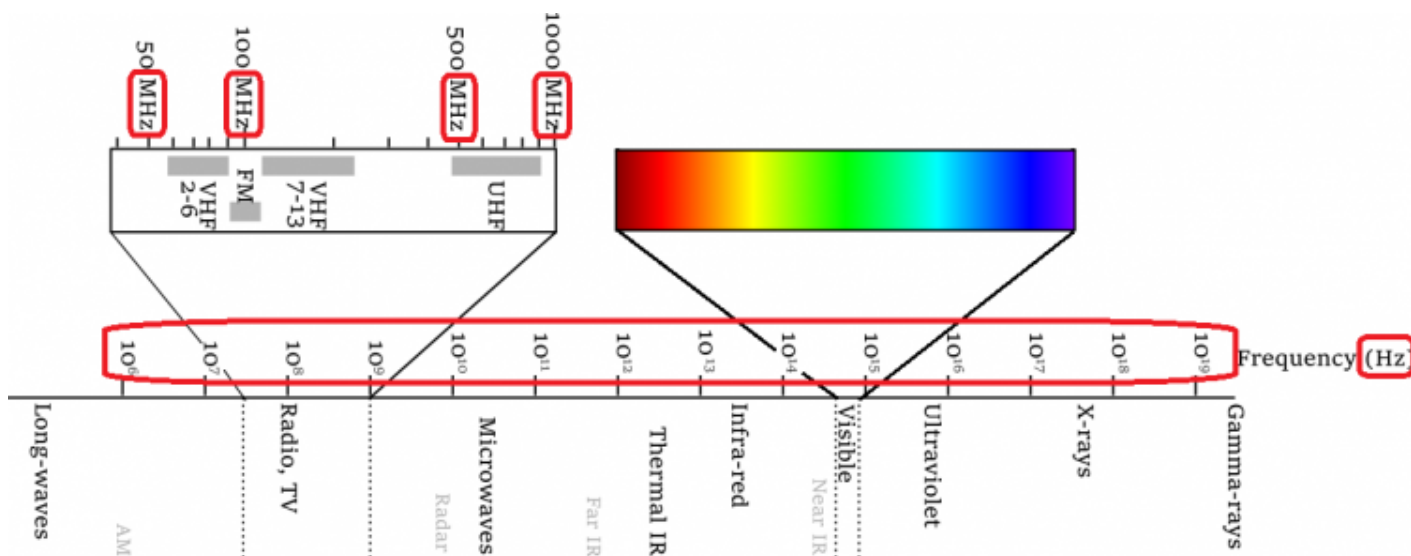 50 MHz
100 MHz
500 MHz
1000 MHz
VHF
2-6
FM
VHF
7-13
UHF
10⁶
10⁷
10⁸
10⁹
10¹⁰
10¹¹
10¹²
10¹³
10¹⁴
10¹⁵
10¹⁶
10¹⁷
10¹⁸
10¹⁹
Frequency (Hz)
Long-waves
Radio, TV
Microwaves
Thermal IR
Infra-red
Visible
Ultraviolet
X-rays
Gamma-rays
AM
Radar
Far IR
Near IR